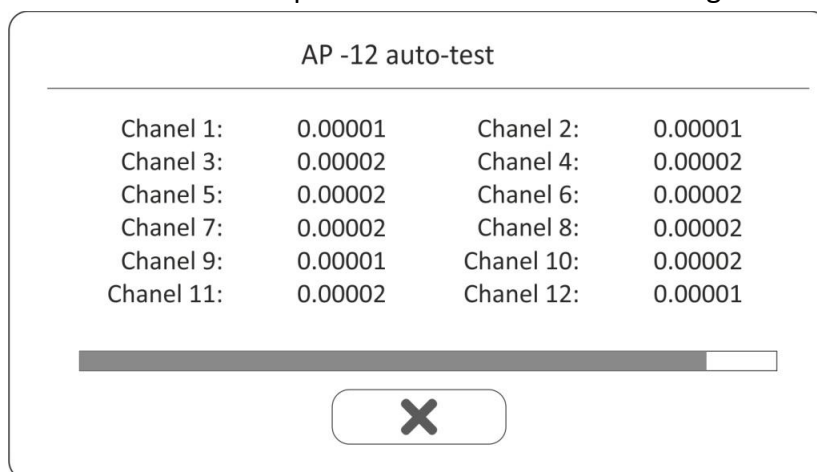 AP -12 auto-test
Chanel 1: 0.00001 Chanel 2: 0.00001
Chanel 3: 0.00002 Chanel 4: 0.00002
Chanel 5: 0.00002 Chanel 6: 0.00002
Chanel 7: 0.00002 Chanel 8: 0.00002
Chanel 9: 0.00001 Chanel 10: 0.00002
Chanel 11: 0.00002 Chanel 12: 0.00001